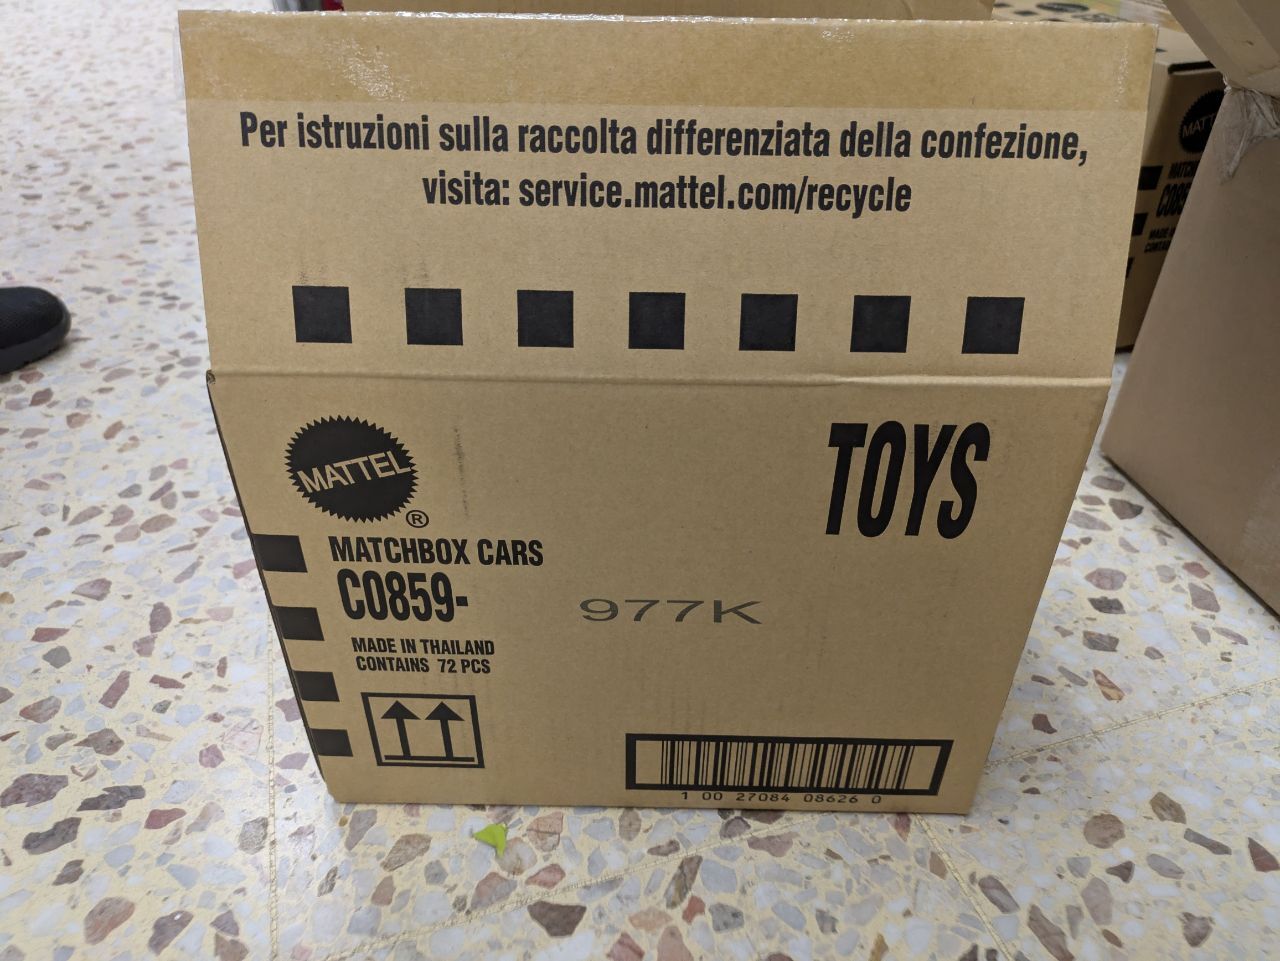 Per istruzioni sulla raccolta differenziata della confezione,
visita: service.mattel.com/recycle
MATTEL
®
TOYS
MATCHBOX CARS
C0859-
977K
MADE IN THAILAND
CONTAINS 72 PCS
1 00 27084 08626 0